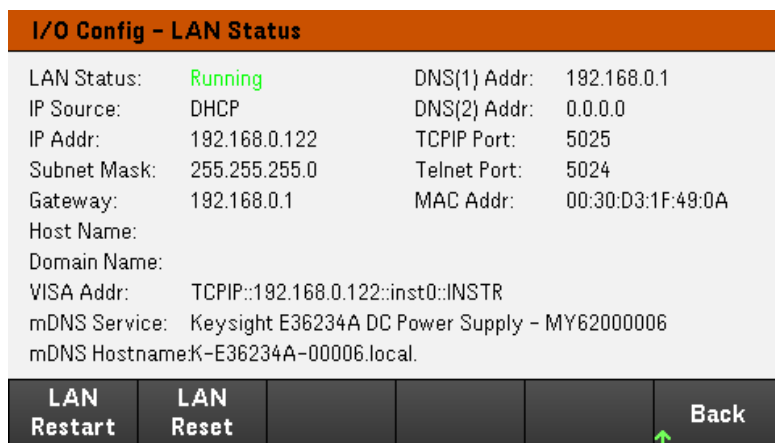 I/O Config – LAN Status
LAN Status: Running DNS(1) Addr: 192.168.0.1
IP Source: DHCP DNS(2) Addr: 0.0.0.0
IP Addr: 192.168.0.122 TCPIP Port: 5025
Subnet Mask: 255.255.255.0 Telnet Port: 5024
Gateway: 192.168.0.1 MAC Addr: 00:30:D3:1F:49:0A
Host Name:
Domain Name:
VISA Addr: TCPIP::192.168.0.122::inst0::INSTR
mDNS Service: Keysight E36234A DC Power Supply – MY62000006
mDNS Hostname:K-E36234A-00006.local.
LAN Restart LAN Reset Back